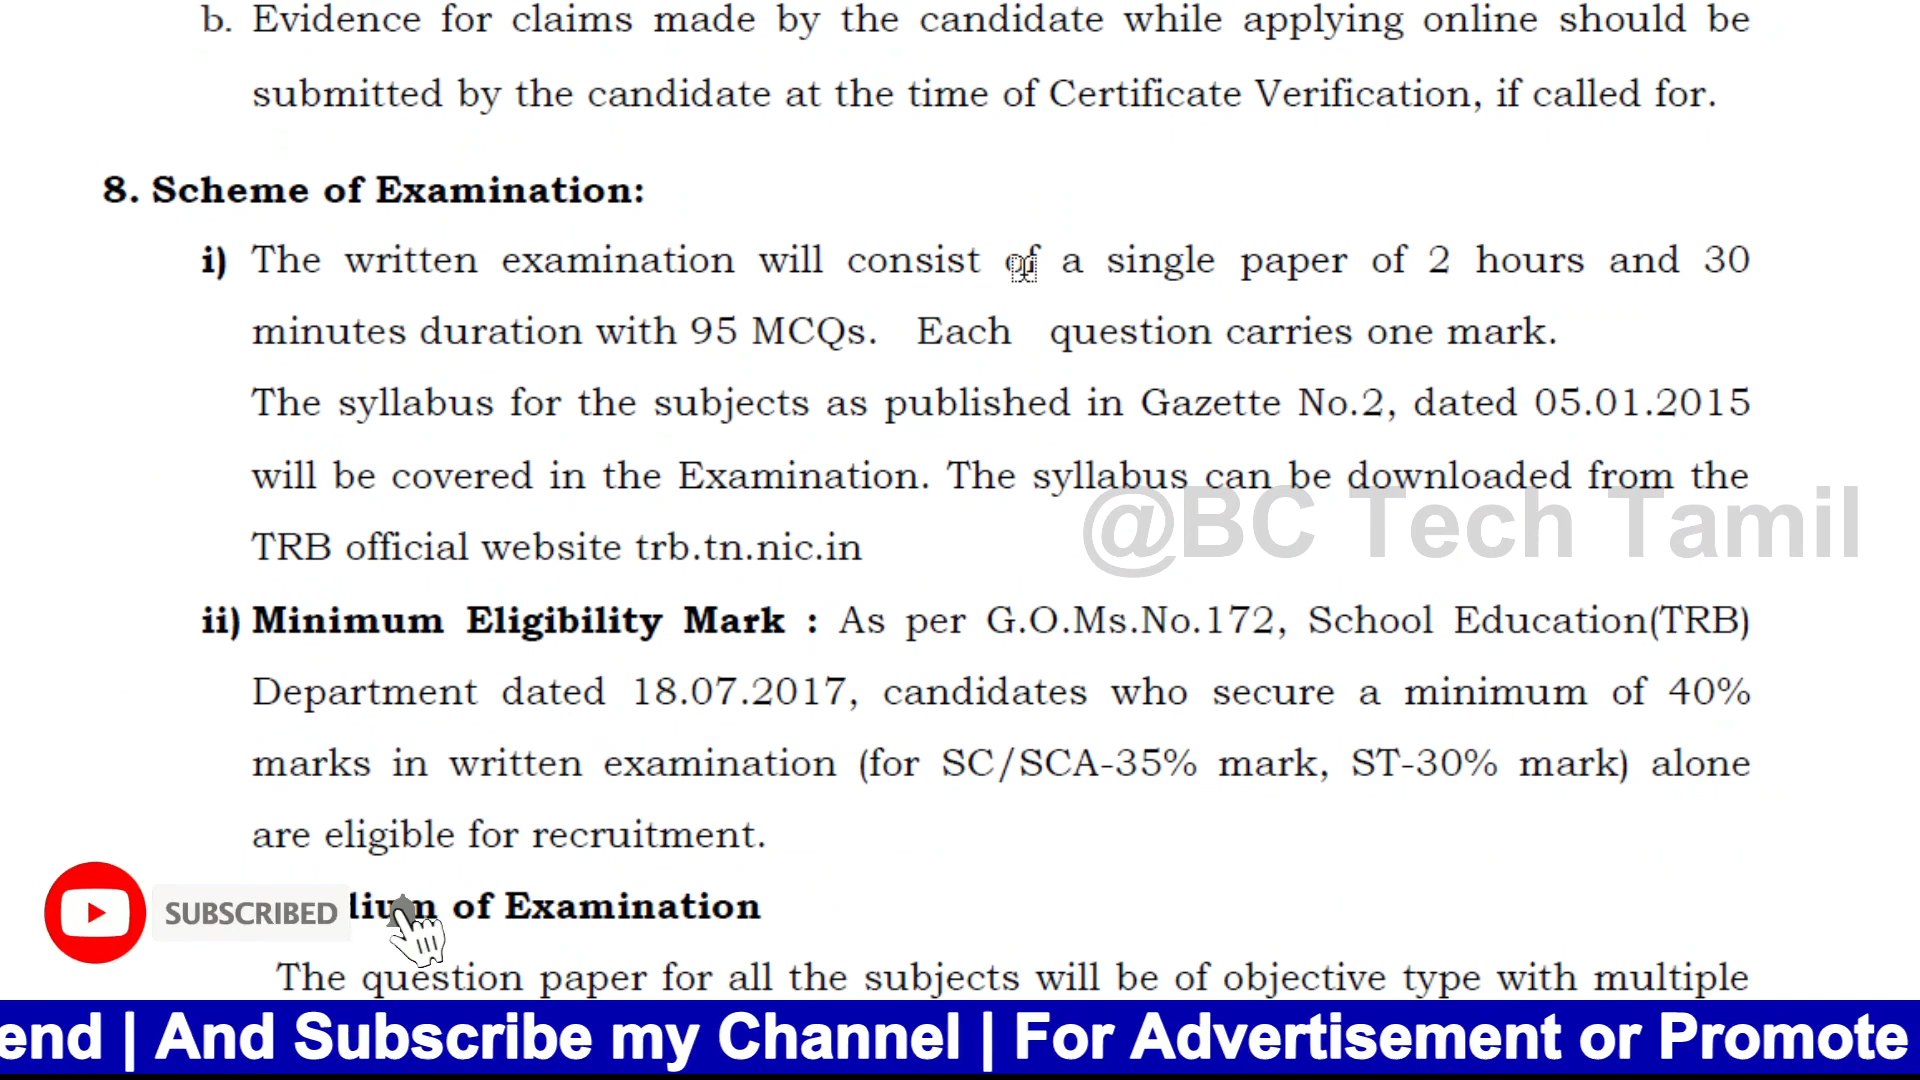 b. Evidence for claims made by the candidate while applying online should be
submitted by the candidate at the time of Certificate Verification, if called for.
8. Scheme of Examination:
i) The written examination will consist of a single paper of 2 hours and 30
minutes duration with 95 MCQs. Each question carries one mark.
The syllabus for the subjects as published in Gazette No.2, dated 05.01.2015
will be covered in the Examination. The syllabus can be downloaded from the
@BC Tech Tamil
TRB official website trb.tn.nic.in
ii) Minimum Eligibility Mark : As per G.O.Ms.No.172, School Education(TRB)
Department dated 18.07.2017, candidates who secure a minimum of 40%
marks in written examination (for SC/SCA-35% mark, ST-30% mark) alone
are eligible for recruitment.
SUBSCRIBED
of Examination
The question paper for all the subjects will be of objective type with multiple
end | And Subscribe my Channel | For Advertisement or Promote